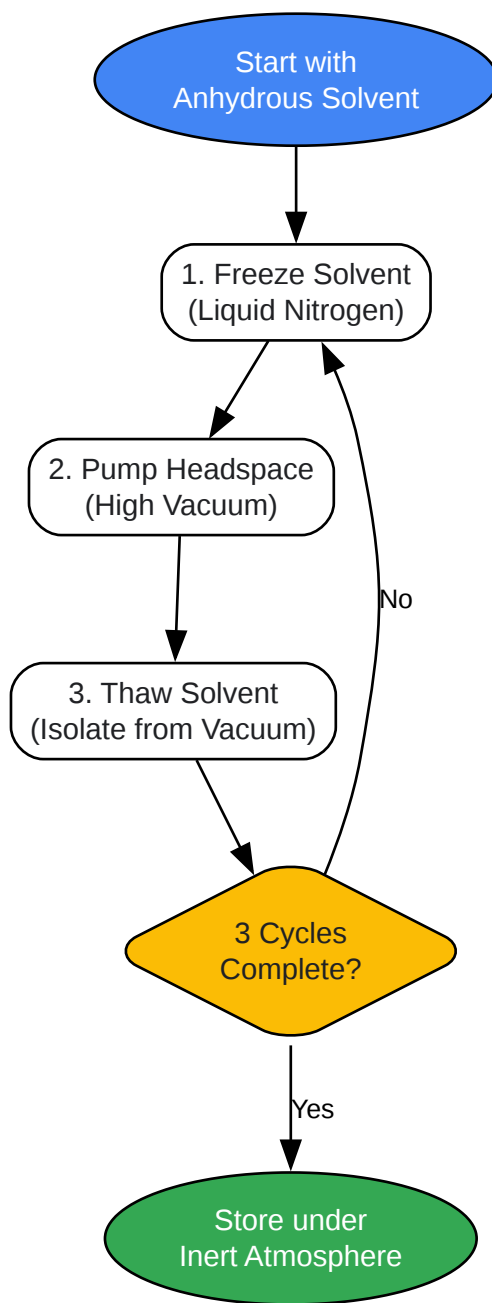 Start with
Anhydrous Solvent
1. Freeze Solvent
(Liquid Nitrogen)
2. Pump Headspace
(High Vacuum)
No
3. Thaw Solvent
(Isolate from Vacuum)
3 Cycles
Complete?
Yes
Store under
Inert Atmosphere